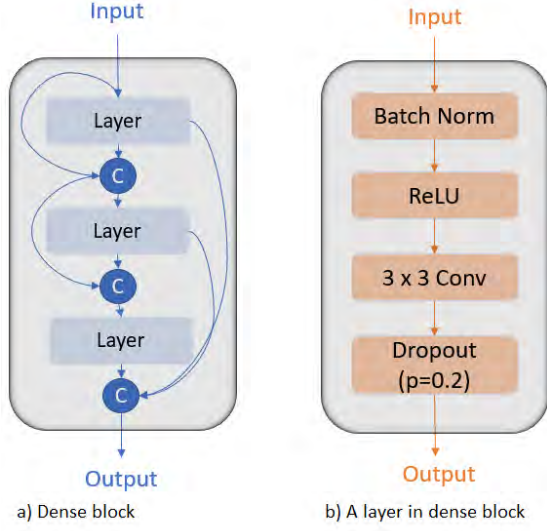 Input
Layer
C
Layer
C
Layer
C
Output
a) Dense block
Input
Batch Norm
ReLU
3 x 3 Conv
Dropout
(p=0.2)
Output
b) A layer in dense block